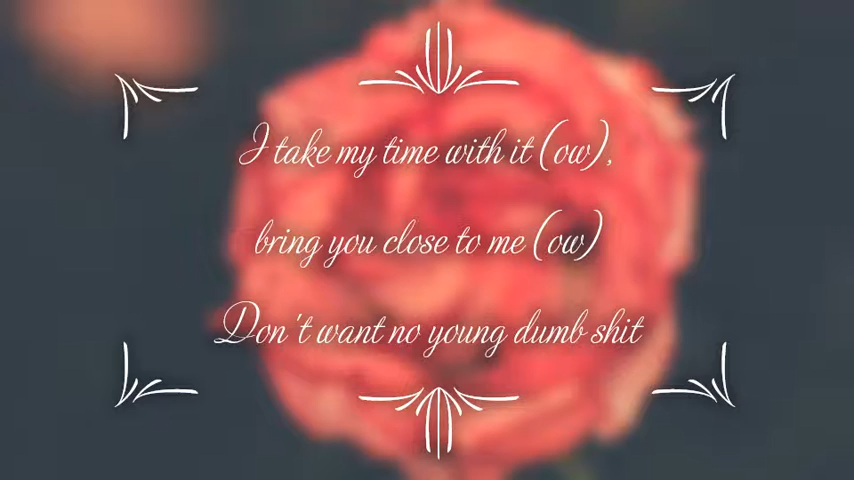 I take my time with it (ow),
bring you close to me (ow)
Don't want no young dumb shit